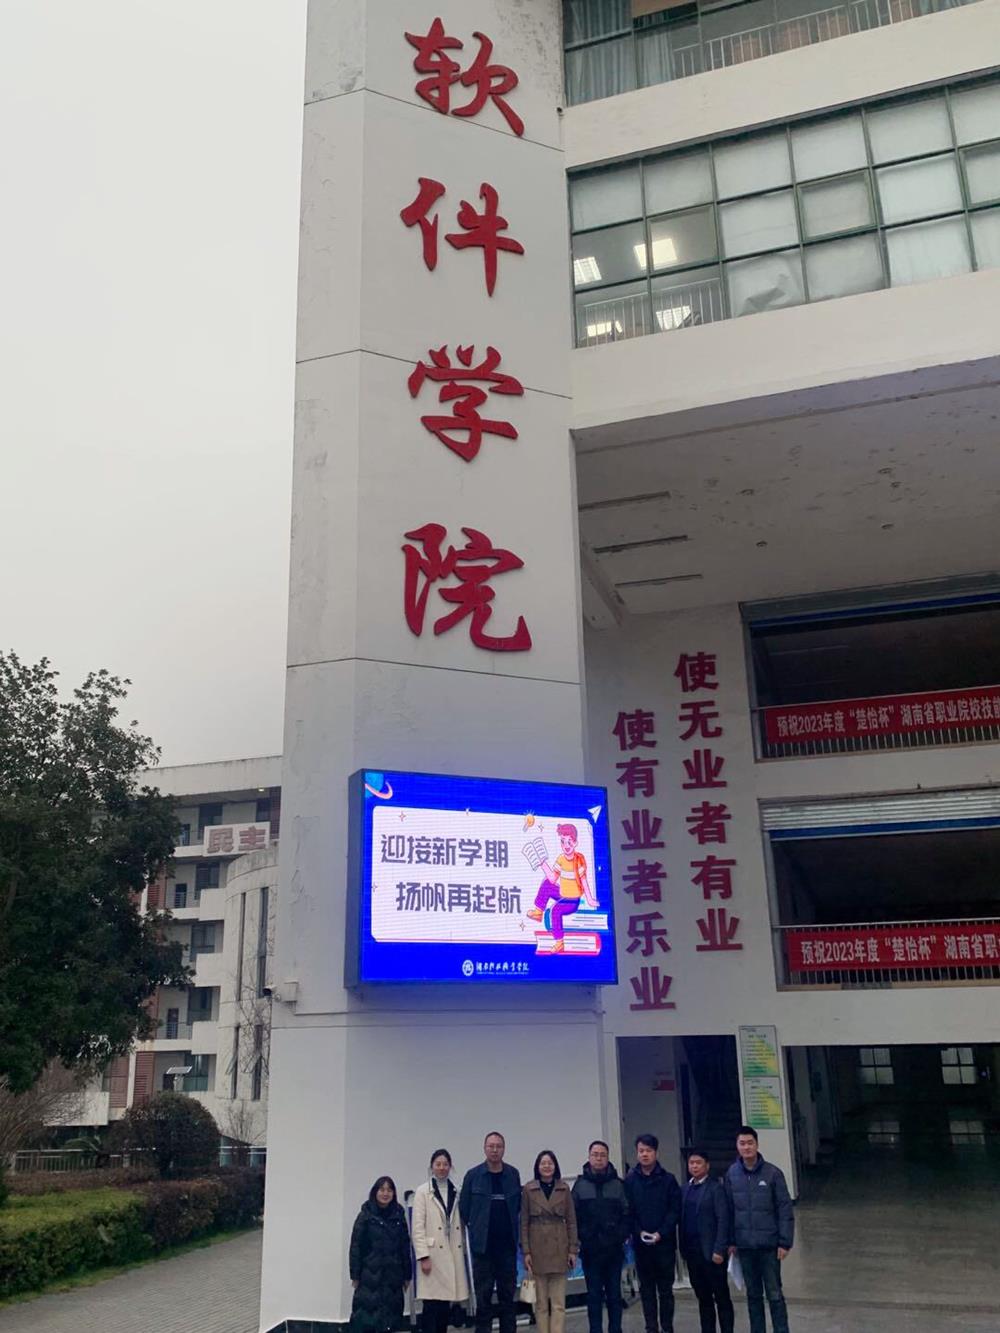 软件学院
使无业者有业
使有业者乐业
预祝2023年度“楚怡杯”湖南省职业院校技
预祝2023年度“楚怡杯”湖南省职
迎接新学期
扬帆再起航
民主